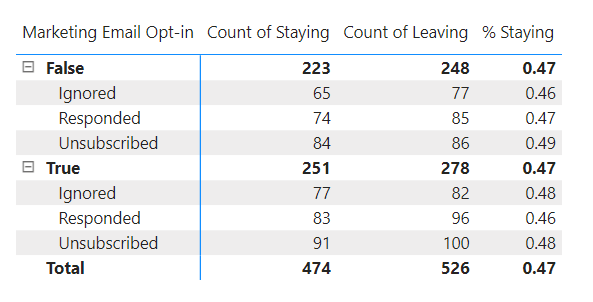 Marketing Email Opt-in Count of Staying Count of Leaving % Staying
False 223 248 0.47
Ignored 65 77 0.46
Responded 74 85 0.47
Unsubscribed 84 86 0.49
True 251 278 0.47
Ignored 77 82 0.48
Responded 83 96 0.46
Unsubscribed 91 100 0.48
Total 474 526 0.47